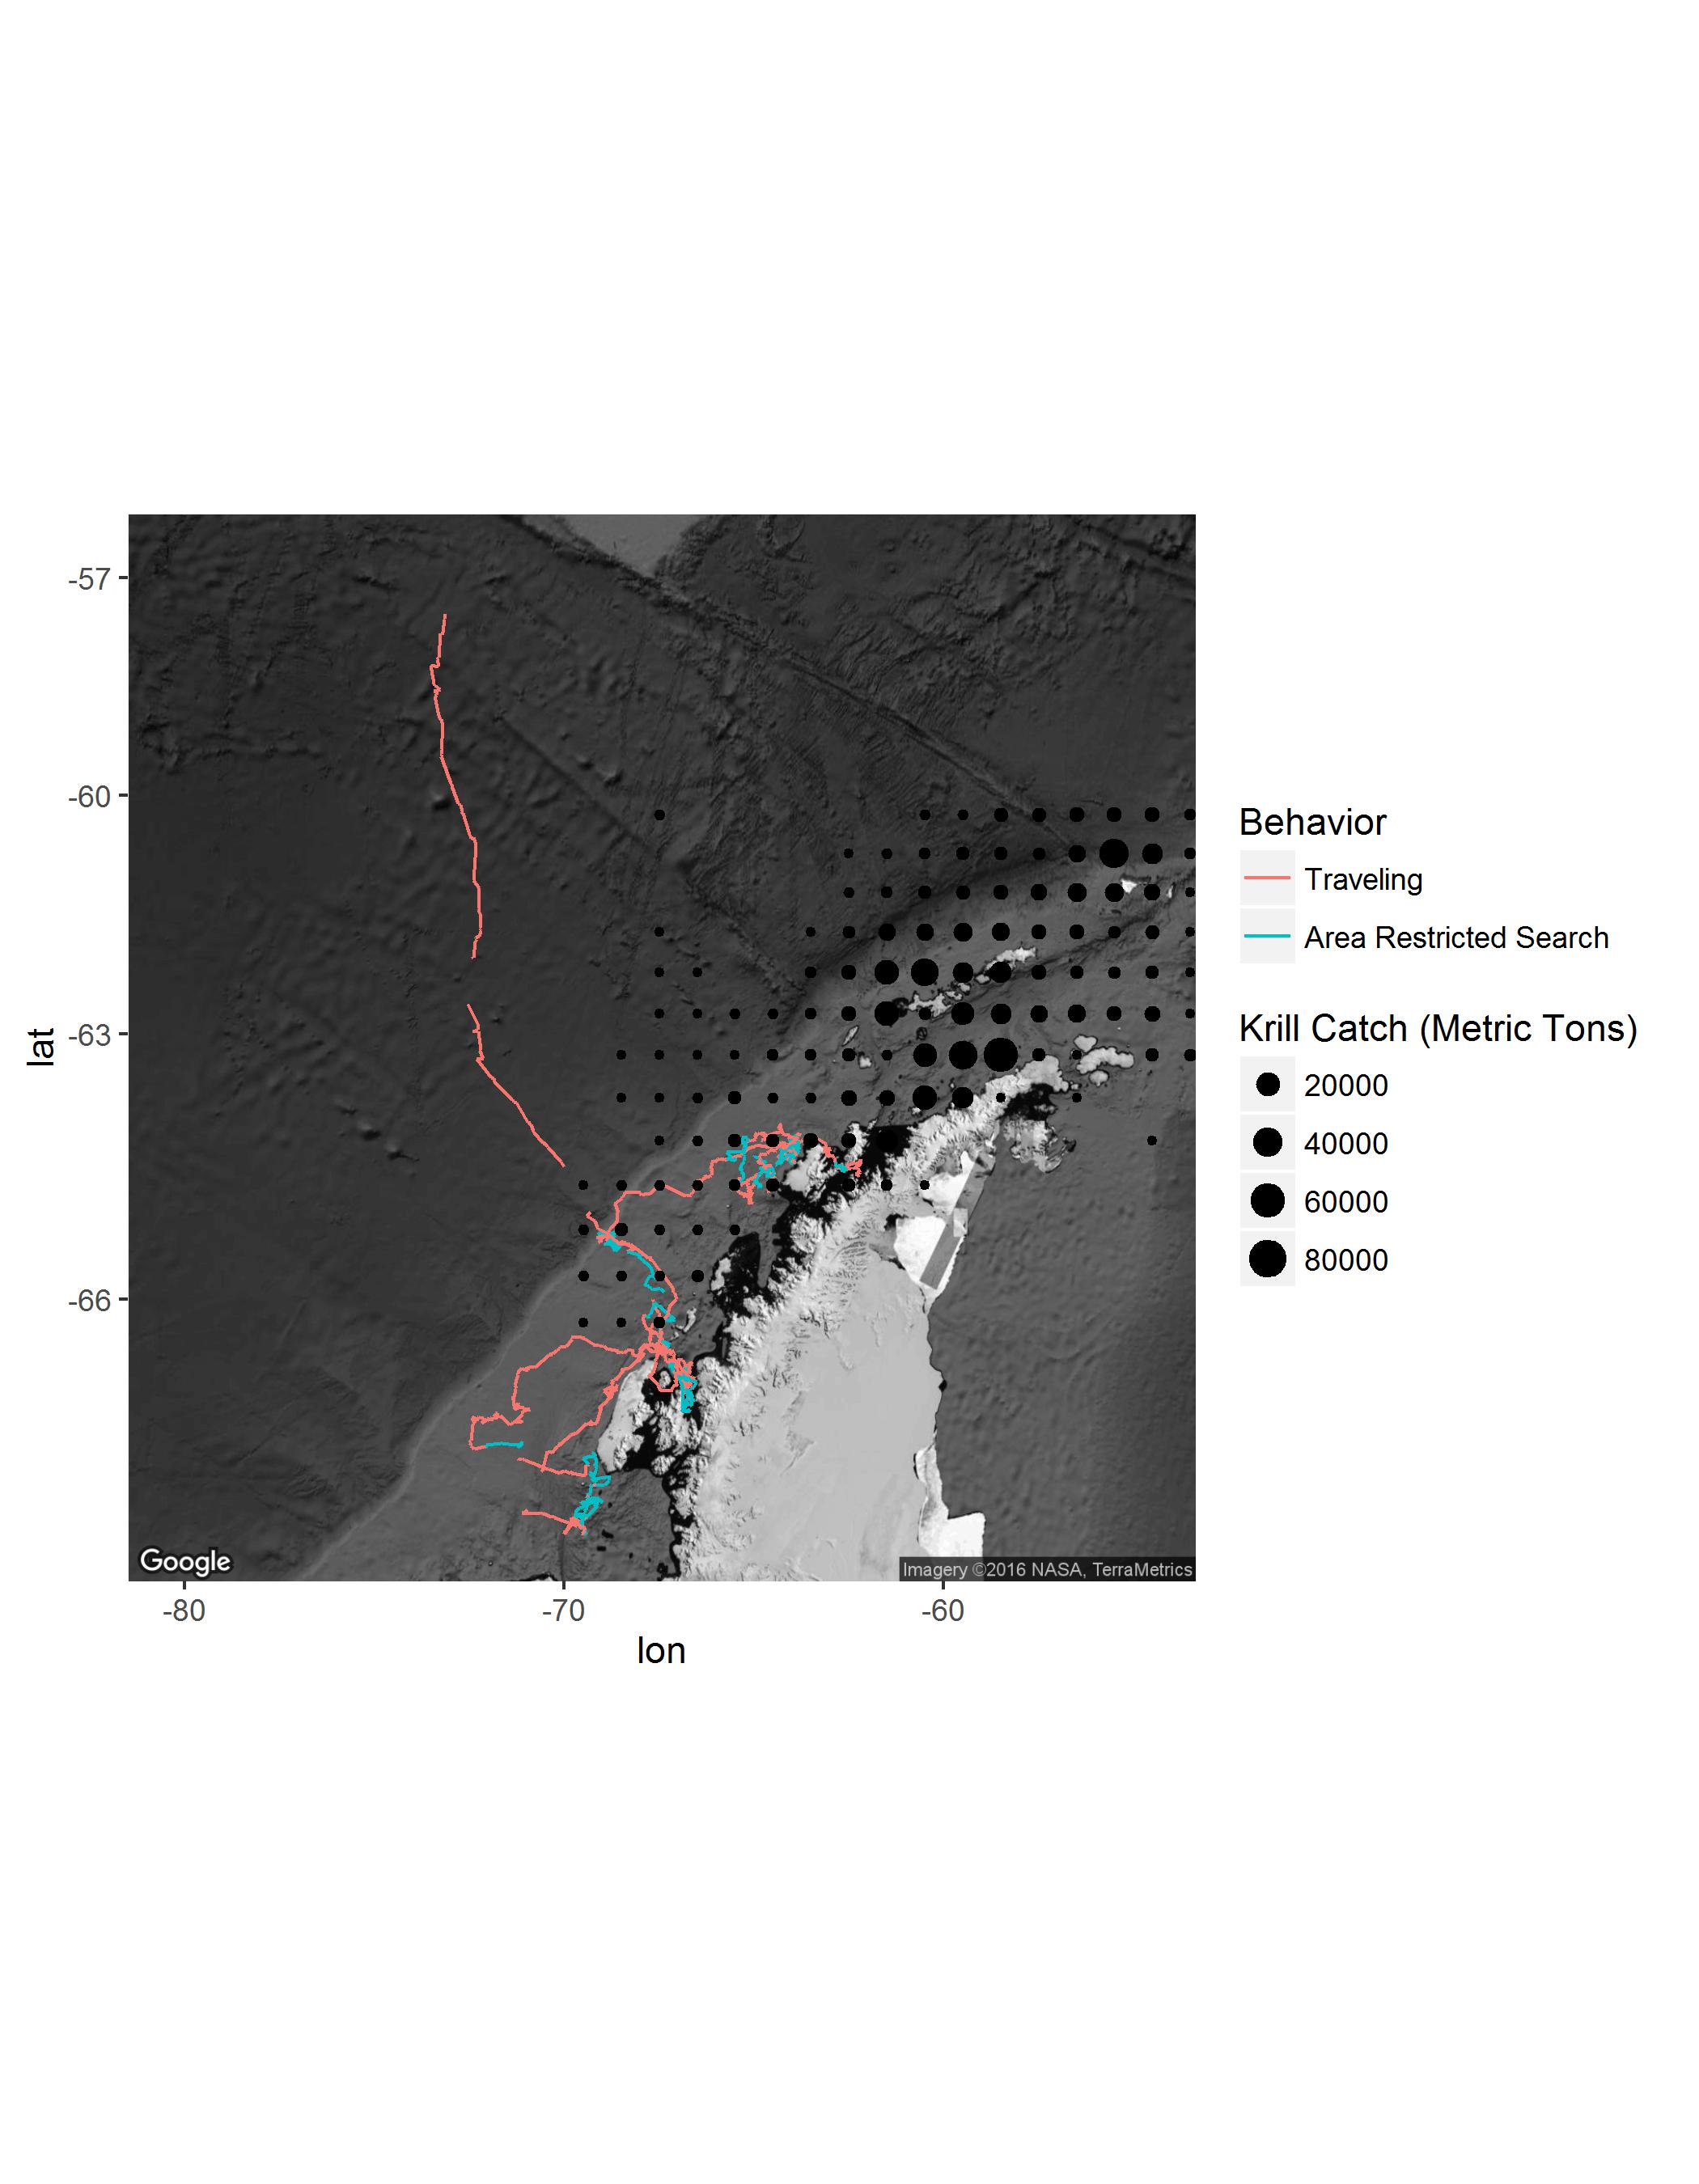 -57
-60
-63
-66
lat
-80
-70
-60
lon
Google
Imagery ©2016 NASA, TerraMetrics
Behavior
Traveling
Area Restricted Search
Krill Catch (Metric Tons)
20000
40000
60000
80000